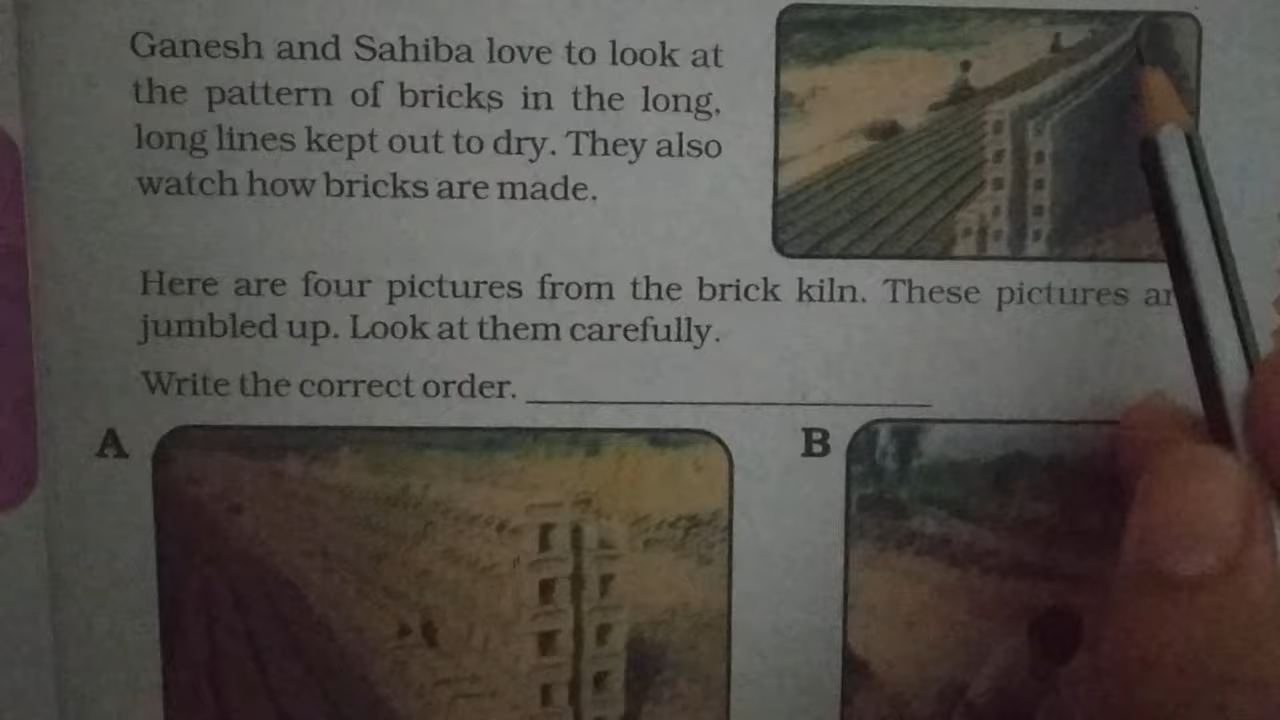 Ganesh and Sahiba love to look at
the pattern of bricks in the long,
long lines kept out to dry. They also
watch how bricks are made.
Here are four pictures from the brick kiln. These pictures
jumbled up. Look at them carefully.
Write the correct order.
A
B